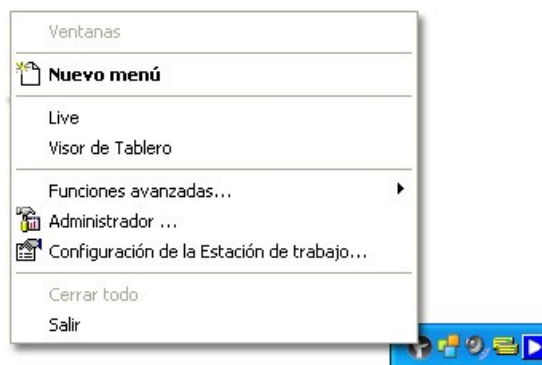 Ventanas
Nuevo menú
Live
Visor de Tablero
Funciones avanzadas...
Administrador ...
Configuración de la Estación de trabajo...
Cerrar todo
Salir